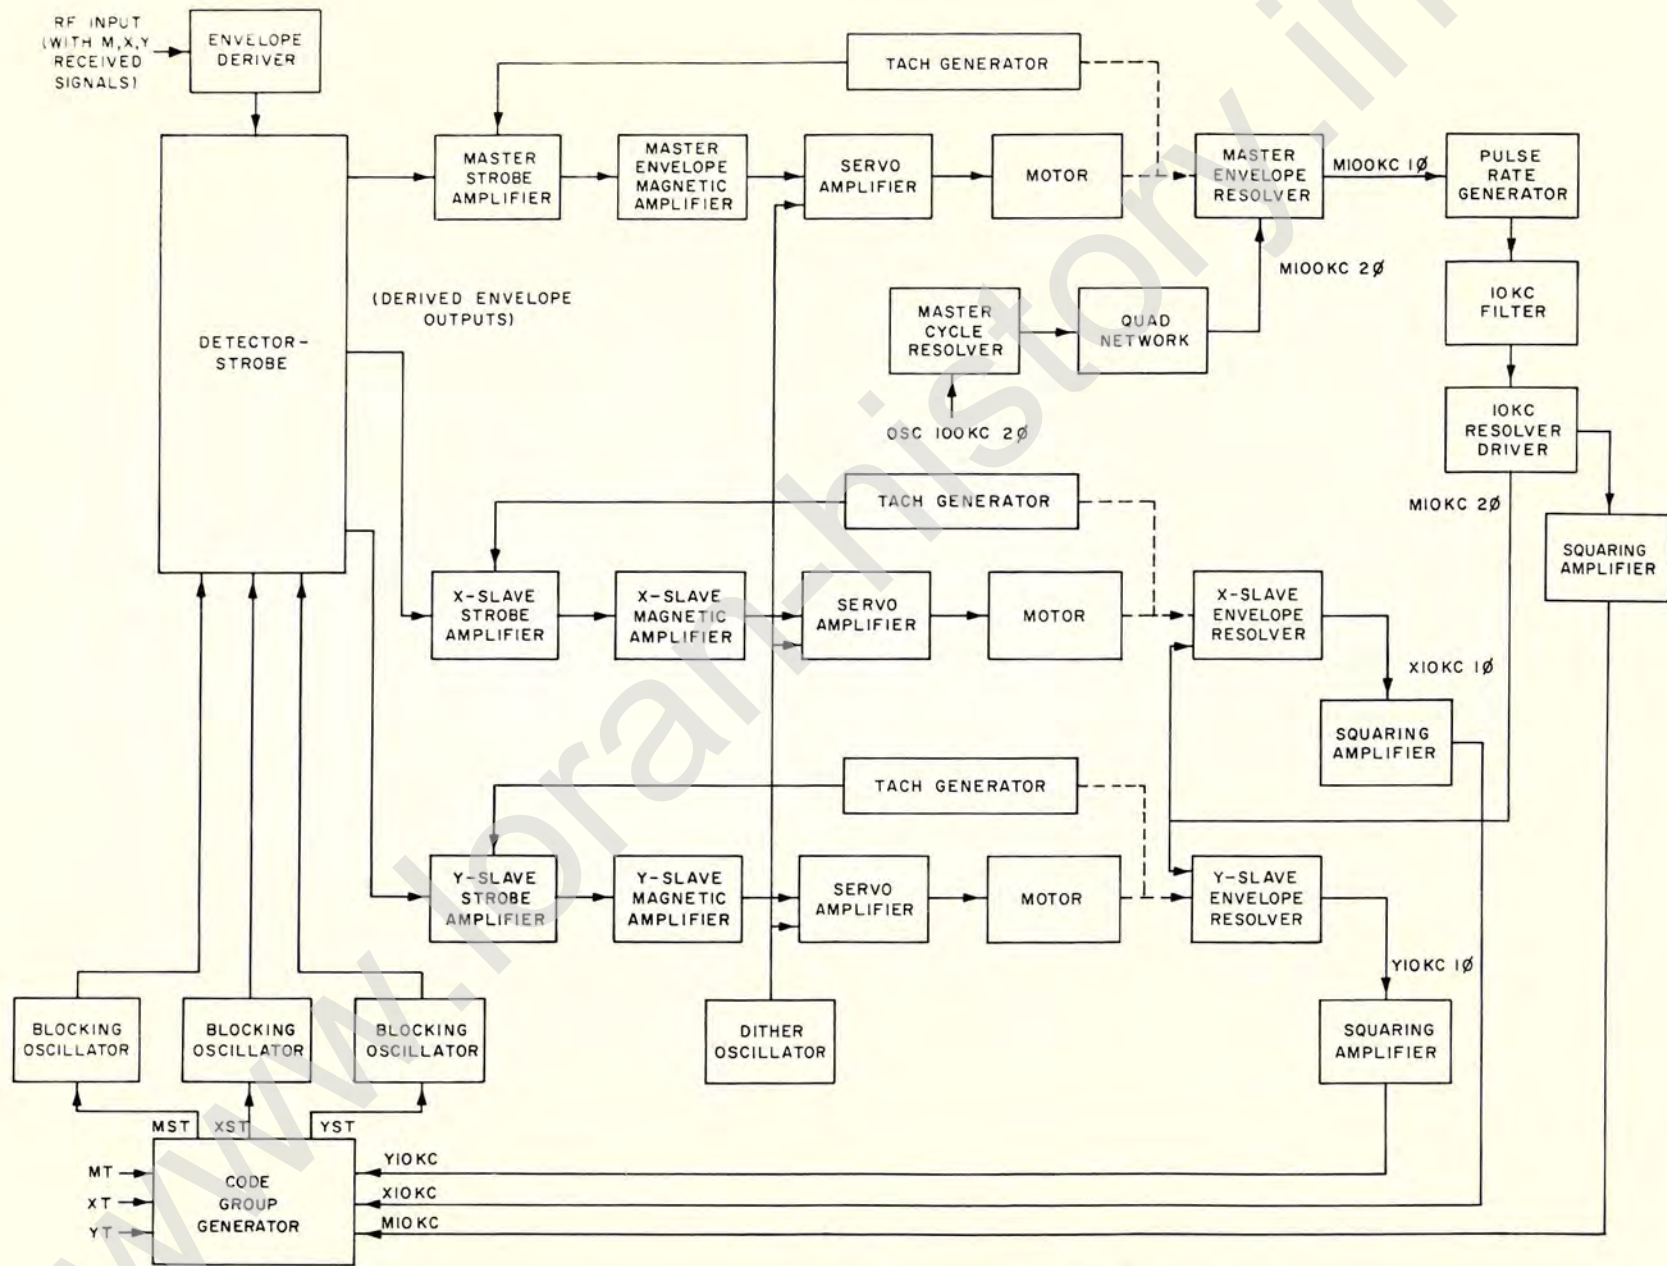 RF INPUT
(WITH M,X,Y
RECEIVED
SIGNALS)
ENVELOPE
DERIVER
TACH GENERATOR
MASTER
STROBE
AMPLIFIER
MASTER
ENVELOPE
MAGNETIC
AMPLIFIER
SERVO
AMPLIFIER
MOTOR
MASTER
ENVELOPE
RESOLVER
M100KC 1Ø
PULSE
RATE
GENERATOR
M100KC 2Ø
(DERIVED ENVELOPE
OUTPUTS)
DETECTOR-
STROBE
MASTER
CYCLE
RESOLVER
QUAD
NETWORK
10KC
FILTER
OSC 100KC 2Ø
10KC
RESOLVER
DRIVER
M10KC 2Ø
TACH GENERATOR
SQUARING
AMPLIFIER
X-SLAVE
STROBE
AMPLIFIER
X-SLAVE
MAGNETIC
AMPLIFIER
SERVO
AMPLIFIER
MOTOR
X-SLAVE
ENVELOPE
RESOLVER
X10KC 1Ø
SQUARING
AMPLIFIER
TACH GENERATOR
Y-SLAVE
STROBE
AMPLIFIER
Y-SLAVE
MAGNETIC
AMPLIFIER
SERVO
AMPLIFIER
MOTOR
Y-SLAVE
ENVELOPE
RESOLVER
Y10KC 1Ø
BLOCKING
OSCILLATOR
BLOCKING
OSCILLATOR
BLOCKING
OSCILLATOR
DITHER
OSCILLATOR
SQUARING
AMPLIFIER
MST XST YST
MT
XT
YT
CODE
GROUP
GENERATOR
Y10KC
X10KC
M10KC
www.loran-history.in